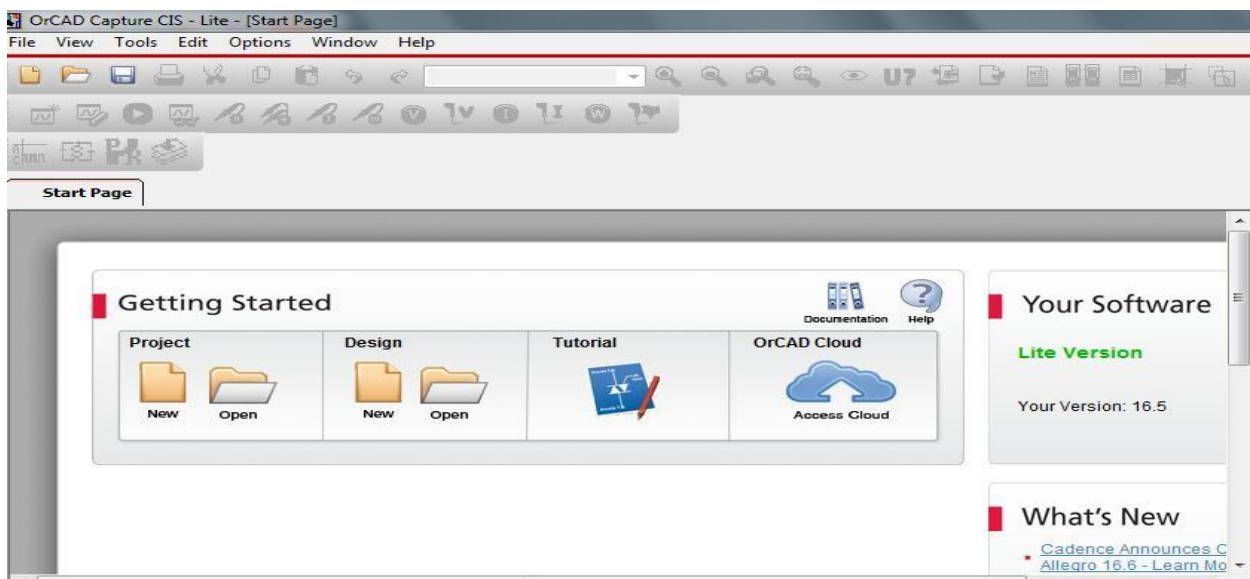 OrCAD Capture CIS - Lite - [Start Page]
File View Tools Edit Options Window Help
U?
Start Page
Getting Started
Documentation Help
Project Design Tutorial OrCAD Cloud
New Open New Open Access Cloud
Your Software
Lite Version
Your Version: 16.5
What's New
Cadence Announces C
Allegro 16.6 - Learn Mo